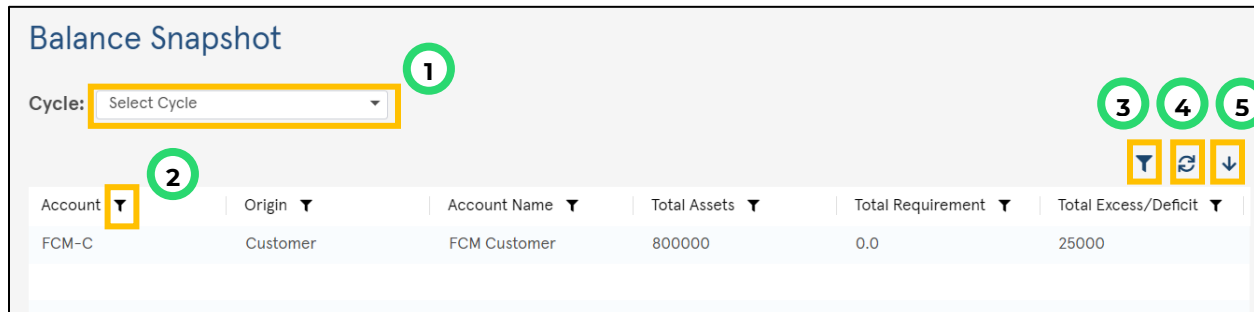 Balance Snapshot
1
Cycle: Select Cycle
3 4 5
2
Account Origin Account Name Total Assets Total Requirement Total Excess/Deficit
FCM-C Customer FCM Customer 800000 0.0 25000